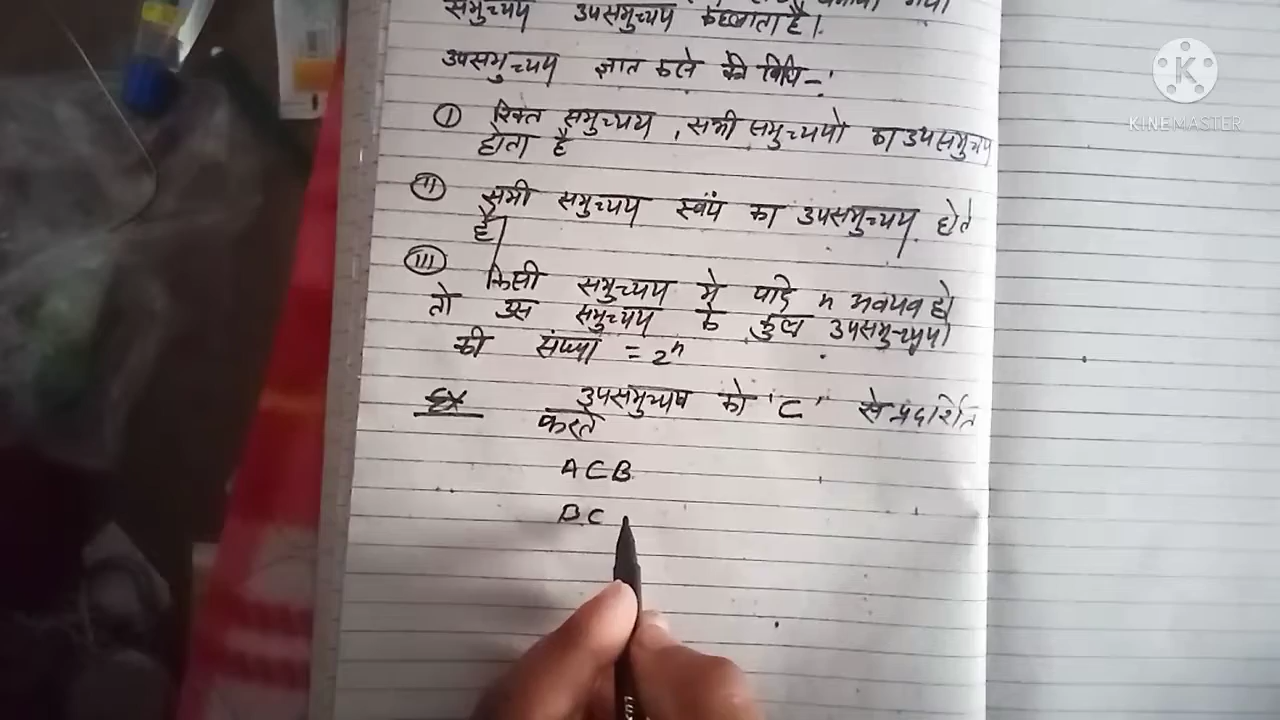 समुच्चय उपसमुच्चय कहलाता है।
उपसमुच्चय ज्ञात करने की विधि-:
① रिक्त समुच्चय , सभी समुच्चयों का उपसमुच्चय
होता है
(II) सभी समुच्चय स्वंय का उपसमुच्चय होते
है।
(III) किसी समुच्चय मे यदि n अवयव हो
तो उस समुच्चय के कुल उपसमुच्चयों
की संख्या = 2ⁿ
Ex उपसमुच्चय को 'C' से प्रदर्शित
करते
A C B
B C
K
KINEMASTER